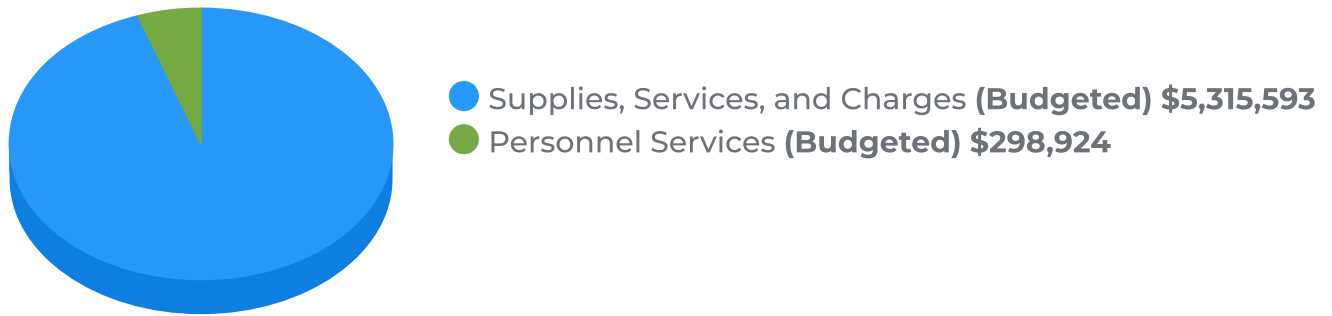 Supplies, Services, and Charges (Budgeted) $5,315,593
Personnel Services (Budgeted) $298,924